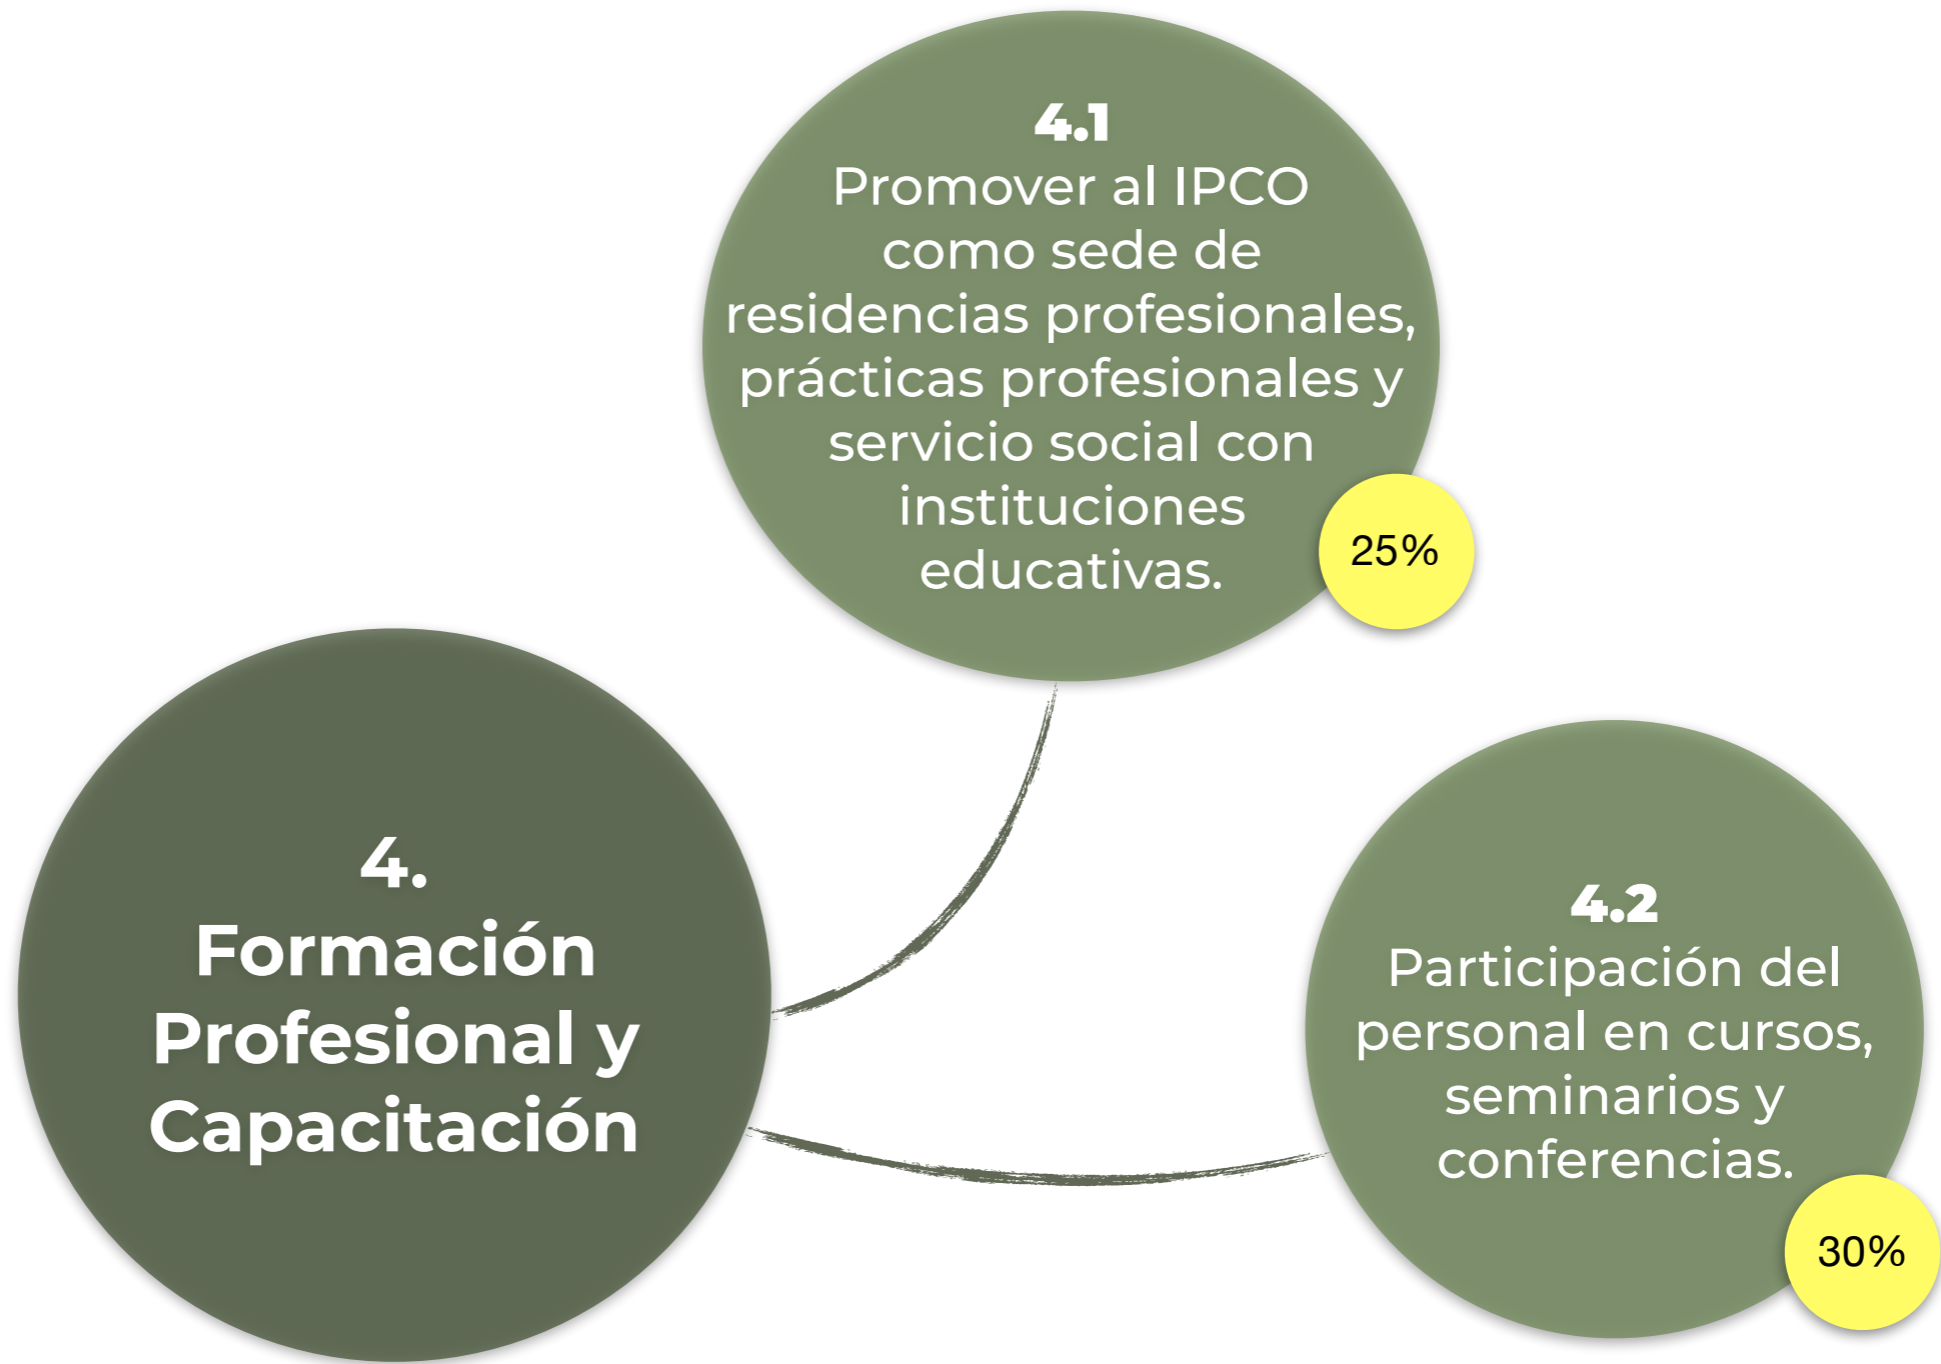 4.1
Promover al IPCO
como sede de
residencias profesionales,
prácticas profesionales y
servicio social con
instituciones
educativas.
25%
4.
Formación
Profesional y
Capacitación
4.2
Participación del
personal en cursos,
seminarios y
conferencias.
30%